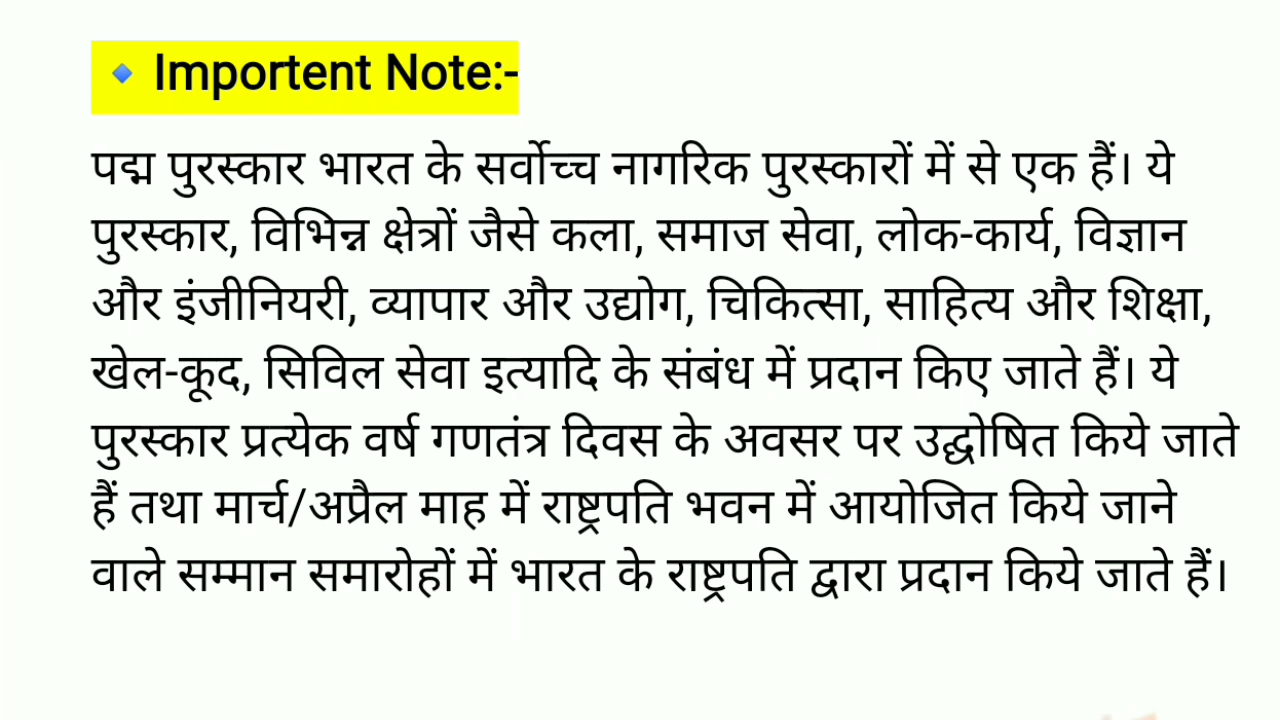 🔹 Importent Note:-
पद्म पुरस्कार भारत के सर्वोच्च नागरिक पुरस्कारों में से एक हैं। ये
पुरस्कार, विभिन्न क्षेत्रों जैसे कला, समाज सेवा, लोक-कार्य, विज्ञान
और इंजीनियरी, व्यापार और उद्योग, चिकित्सा, साहित्य और शिक्षा,
खेल-कूद, सिविल सेवा इत्यादि के संबंध में प्रदान किए जाते हैं। ये
पुरस्कार प्रत्येक वर्ष गणतंत्र दिवस के अवसर पर उद्घोषित किये जाते
हैं तथा मार्च/अप्रैल माह में राष्ट्रपति भवन में आयोजित किये जाने
वाले सम्मान समारोहों में भारत के राष्ट्रपति द्वारा प्रदान किये जाते हैं।